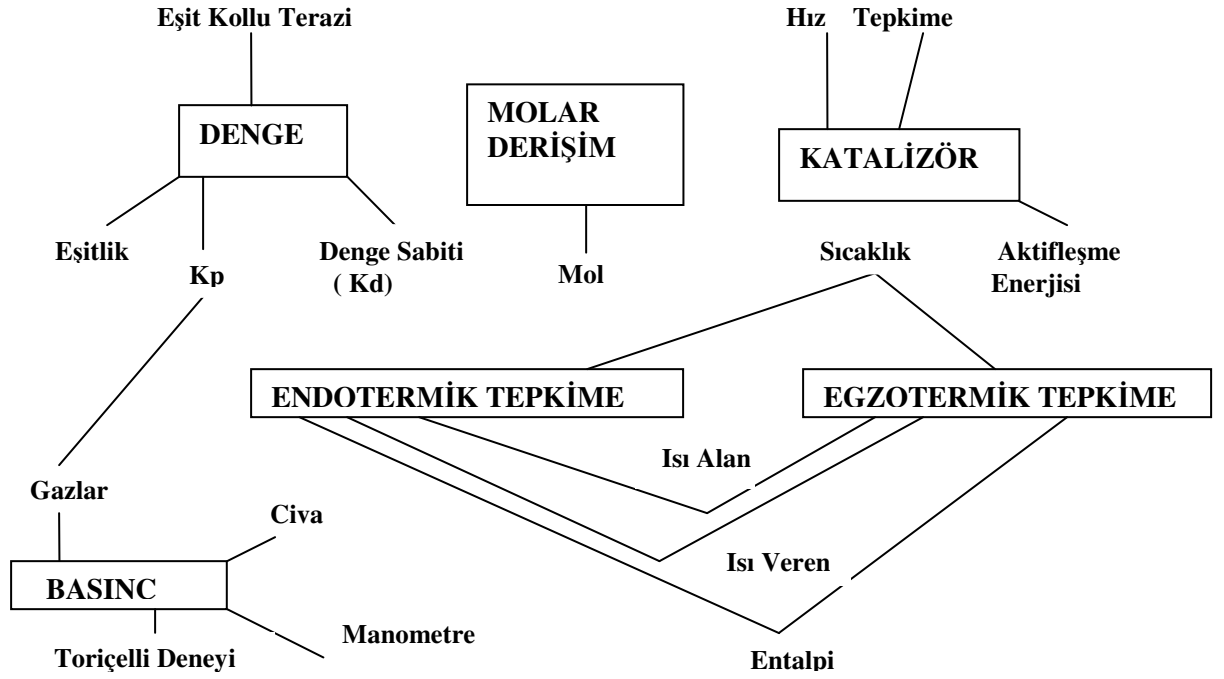 Eşit Kollu Terazi
Hız Tepkime
DENGE
MOLAR
DERİŞİM
KATALİZÖR
Eşitlik
Kp
Denge Sabiti
( Kd)
Mol
Sıcaklık
Aktifleşme
Enerjisi
ENDOTERMİK TEPKİME
EGZOTERMİK TEPKİME
Isı Alan
Gazlar
Civa
Isı Veren
BASINC
Manometre
Toriçelli Deneyi
Entalpi